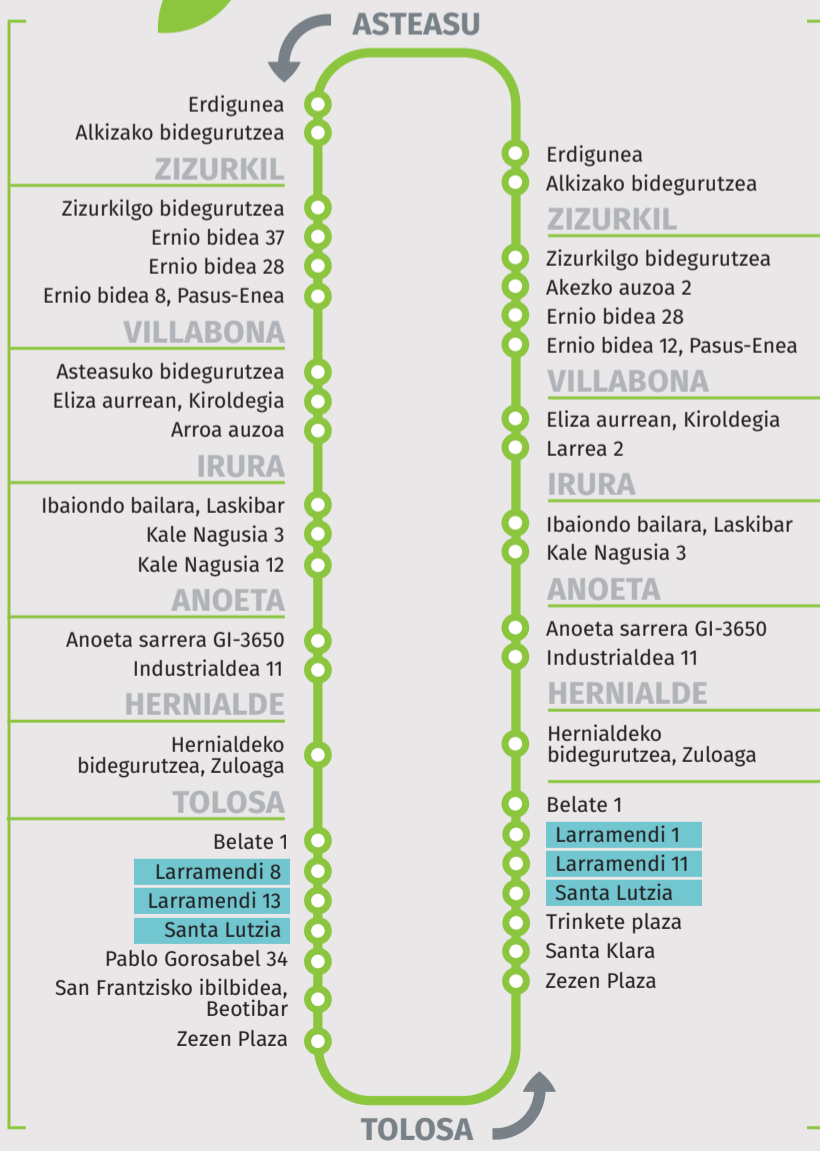 ASTEASU
Erdigunea
Alkizako bidegurutzea
ZIZURKIL
Zizurkilgo bidegurutzea
Ernio bidea 37
Ernio bidea 28
Ernio bidea 8, Pasus-Enea
VILLABONA
Asteasuko bidegurutzea
Eliza aurrean, Kiroldegia
Arroa auzoa
IRURA
Ibaiondo bailara, Laskibar
Kale Nagusia 3
Kale Nagusia 12
ANOETA
Anoeta sarrera GI-3650
Industrialdea 11
HERNIALDE
Hernialdeko
bidegurutzea, Zuloaga
TOLOSA
Belate 1
Larramendi 8
Larramendi 13
Santa Lutzia
Pablo Gorosabel 34
San Frantzisko ibilbidea,
Beotibar
Zezen Plaza
Erdigunea
Alkizako bidegurutzea
ZIZURKIL
Zizurkilgo bidegurutzea
Akezko auzoa 2
Ernio bidea 28
Ernio bidea 12, Pasus-Enea
VILLABONA
Eliza aurrean, Kiroldegia
Larrea 2
IRURA
Ibaiondo bailara, Laskibar
Kale Nagusia 3
ANOETA
Anoeta sarrera GI-3650
Industrialdea 11
HERNIALDE
Hernialdeko
bidegurutzea, Zuloaga
Belate 1
Larramendi 1
Larramendi 11
Santa Lutzia
Trinkete plaza
Santa Klara
Zezen Plaza
TOLOSA